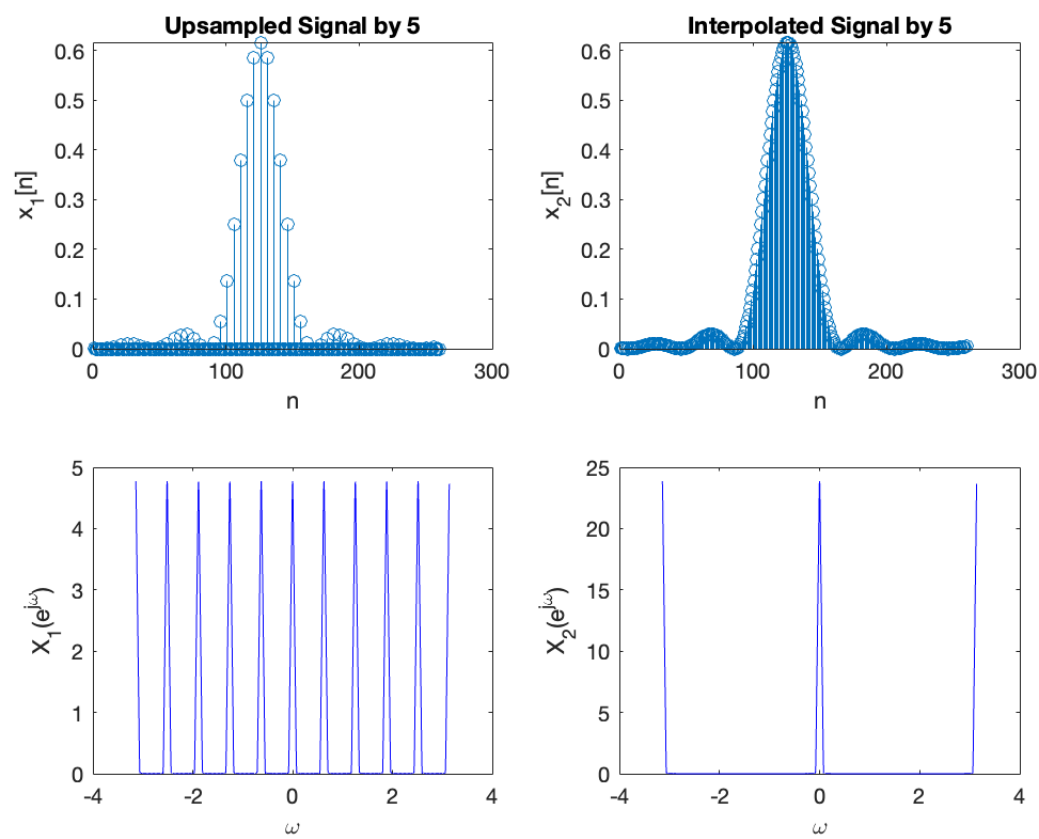 Upsampled Signal by 5
0.6
0.5
0.4
0.3
0.2
0.1
0
x1[n]
0 100 200 300
n
Interpolated Signal by 5
0.6
0.5
0.4
0.3
0.2
0.1
0
x2[n]
0 100 200 300
n
5
4
3
2
1
0
X1(e^jω)
-4 -2 0 2 4
ω
25
20
15
10
5
0
X2(e^jω)
-4 -2 0 2 4
ω